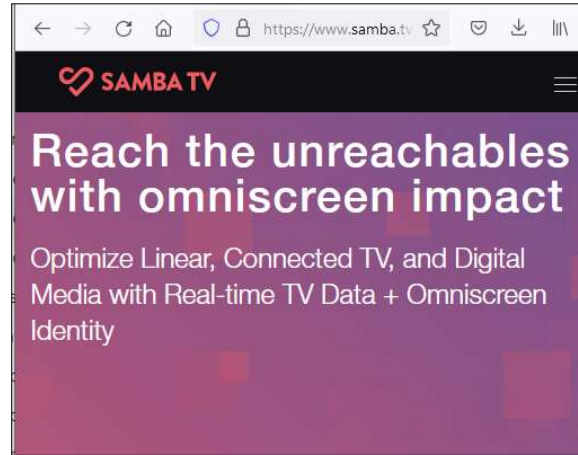 https://www.samba.tv
SAMBA TV
Reach the unreachables
with omniscreen impact
Optimize Linear, Connected TV, and Digital
Media with Real-time TV Data + Omniscreen
Identity